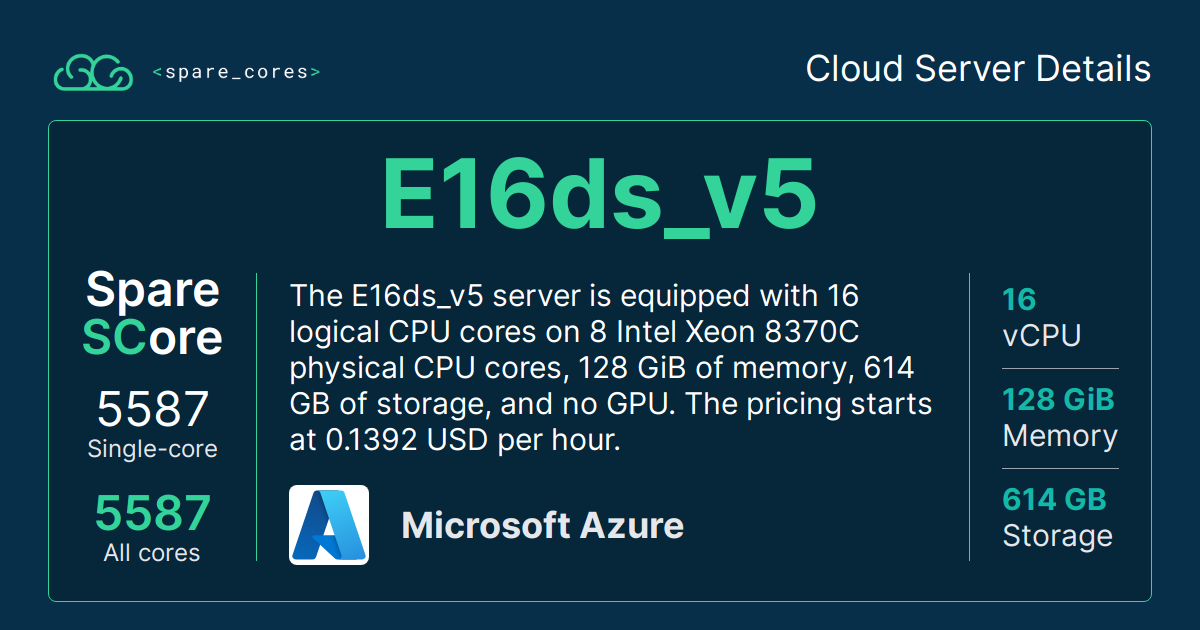 <spare_cores>
Cloud Server Details
E16ds_v5
Spare
SCore
5587
Single-core
5587
All cores
The E16ds_v5 server is equipped with 16
logical CPU cores on 8 Intel Xeon 8370C
physical CPU cores, 128 GiB of memory, 614
GB of storage, and no GPU. The pricing starts
at 0.1392 USD per hour.
Microsoft Azure
16
vCPU
128 GiB
Memory
614 GB
Storage